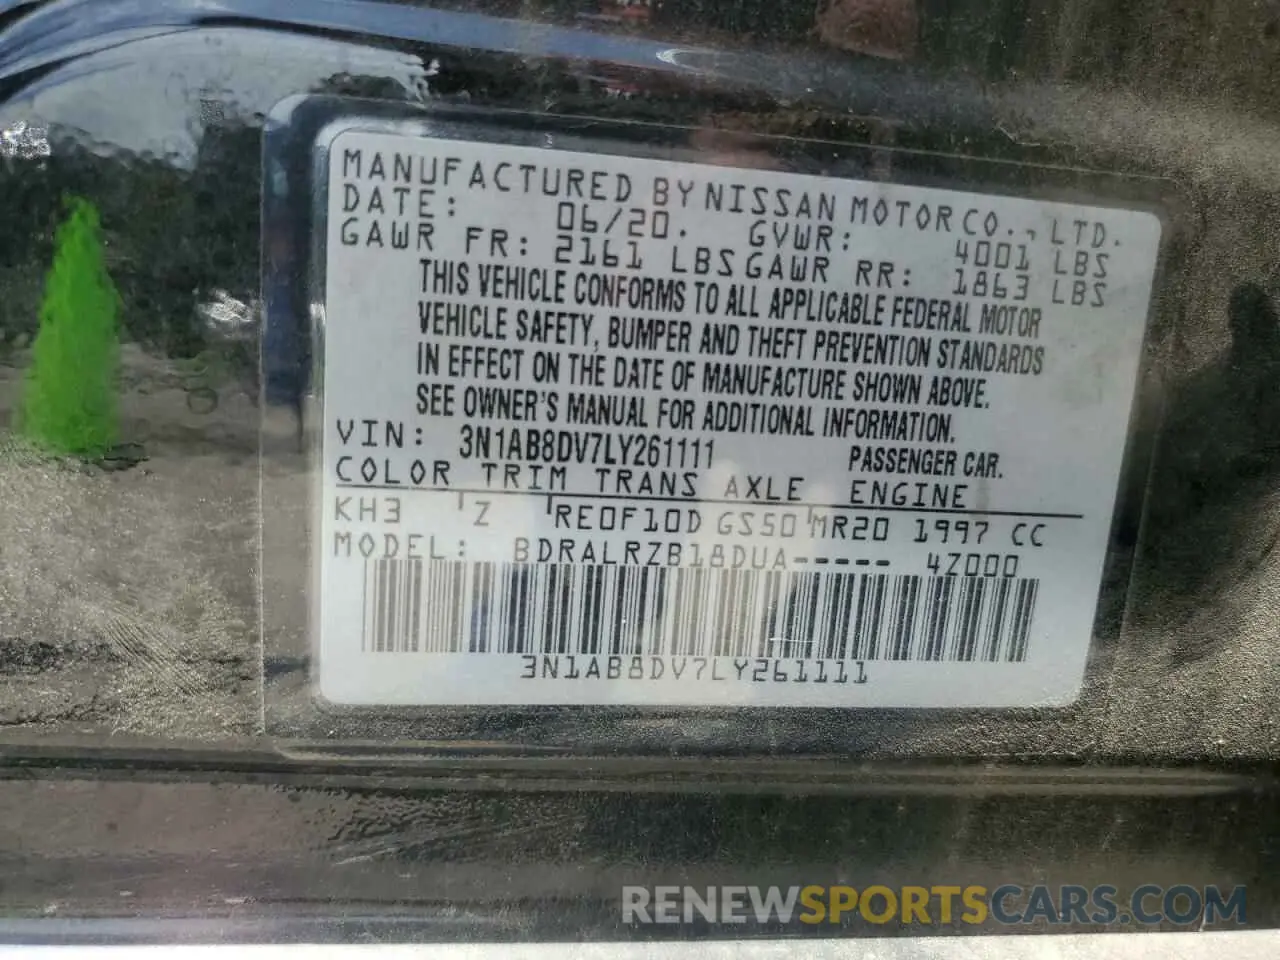 MANUFACTURED BY NISSAN MOTOR CO., LTD.
DATE: 06/20. GVWR: 4001 LBS
GAWR FR: 2161 LBS GAWR RR: 1863 LBS
THIS VEHICLE CONFORMS TO ALL APPLICABLE FEDERAL MOTOR
VEHICLE SAFETY, BUMPER AND THEFT PREVENTION STANDARDS
IN EFFECT ON THE DATE OF MANUFACTURE SHOWN ABOVE.
SEE OWNER'S MANUAL FOR ADDITIONAL INFORMATION.
VIN: 3N1AB8DV7LY261111 PASSENGER CAR.
COLOR TRIM TRANS AXLE ENGINE
KH3 Z RE0F10D GS50 MR20 1997 CC
MODEL: BDRALRZB18DUA----- 4Z000
3N1AB8DV7LY261111
RENEWSPORTSCARS.COM